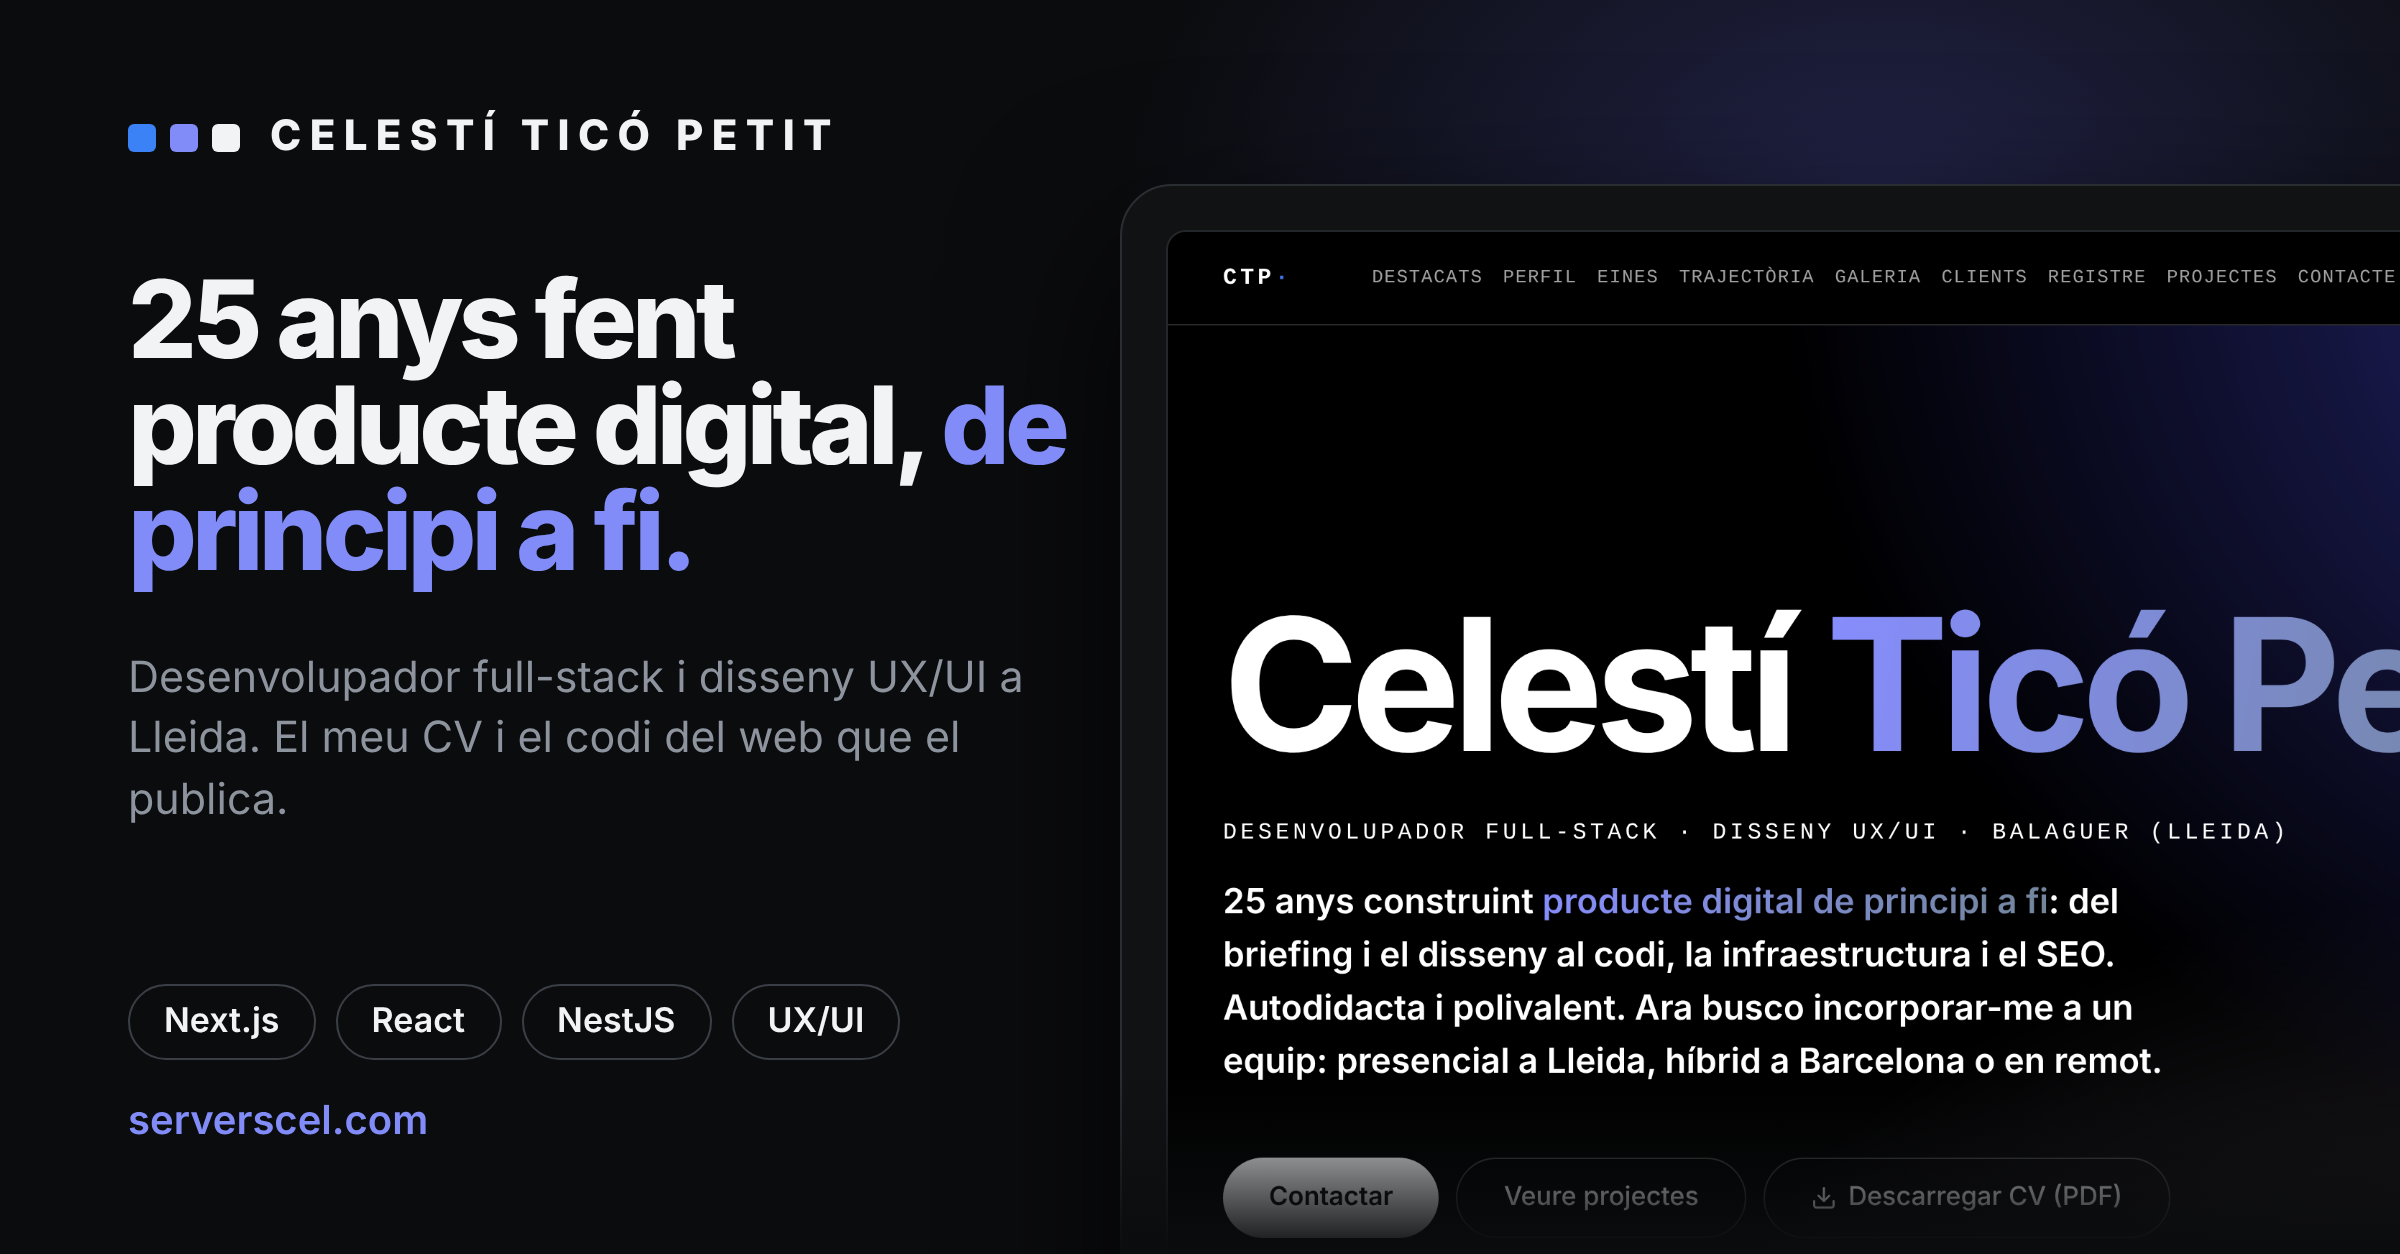 CELESTÍ TICÓ PETIT
25 anys fent
producte digital, de
principi a fi.
Desenvolupador full-stack i disseny UX/UI a
Lleida. El meu CV i el codi del web que el
publica.
Next.js React NestJS UX/UI
serverscel.com
CTP· DESTACATS PERFIL EINES TRAJECTÒRIA GALERIA CLIENTS REGISTRE PROJECTES CONTACTE
Celestí Ticó Pe
DESENVOLUPADOR FULL-STACK · DISSENY UX/UI · BALAGUER (LLEIDA)
25 anys construint producte digital de principi a fi: del
briefing i el disseny al codi, la infraestructura i el SEO.
Autodidacta i polivalent. Ara busco incorporar-me a un
equip: presencial a Lleida, híbrid a Barcelona o en remot.
Contactar Veure projectes Descarregar CV (PDF)